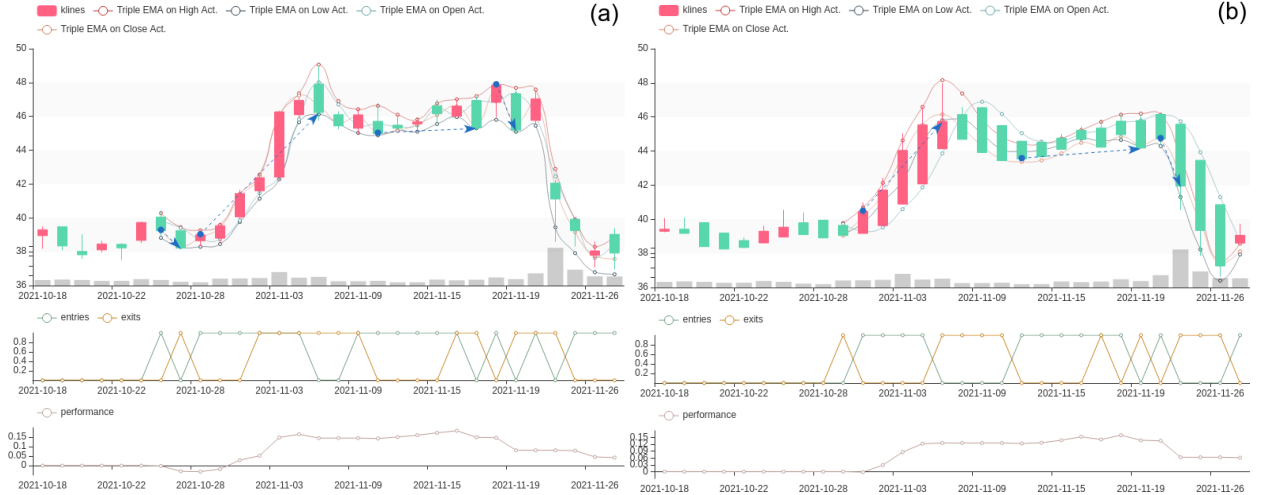 klines Triple EMA on High Act. Triple EMA on Low Act. Triple EMA on Open Act. (a)
Triple EMA on Close Act.
50
48
46
44
42
40
38
36
2021-10-18 2021-10-22 2021-10-28 2021-11-03 2021-11-09 2021-11-15 2021-11-19 2021-11-26
entries exits
0.8
0.6
0.4
0.2
2021-10-18 2021-10-22 2021-10-28 2021-11-03 2021-11-09 2021-11-15 2021-11-19 2021-11-26
performance
0.15
0.1
0.05
0
2021-10-18 2021-10-22 2021-10-28 2021-11-03 2021-11-09 2021-11-15 2021-11-19 2021-11-26
klines Triple EMA on High Act. Triple EMA on Low Act. Triple EMA on Open Act. (b)
Triple EMA on Close Act.
50
48
46
44
42
40
38
36
2021-10-18 2021-10-22 2021-10-28 2021-11-03 2021-11-09 2021-11-15 2021-11-19 2021-11-26
entries exits
0.8
0.6
0.4
0.2
2021-10-18 2021-10-22 2021-10-28 2021-11-03 2021-11-09 2021-11-15 2021-11-19 2021-11-26
performance
0.15
0.12
0.09
0.06
0.03
0
2021-10-18 2021-10-22 2021-10-28 2021-11-03 2021-11-09 2021-11-15 2021-11-19 2021-11-26